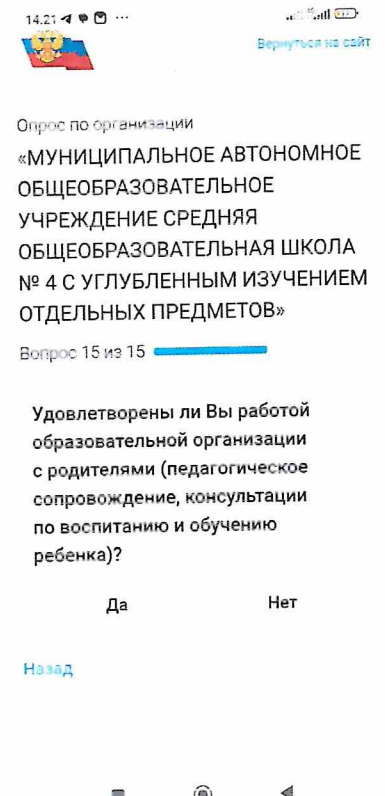 14.21
Вернуться на сайт
Опрос по организации
«МУНИЦИПАЛЬНОЕ АВТОНОМНОЕ
ОБЩЕОБРАЗОВАТЕЛЬНОЕ
УЧРЕЖДЕНИЕ СРЕДНЯЯ
ОБЩЕОБРАЗОВАТЕЛЬНАЯ ШКОЛА
№ 4 С УГЛУБЛЕННЫМ ИЗУЧЕНИЕМ
ОТДЕЛЬНЫХ ПРЕДМЕТОВ»
Вопрос 15 из 15
Удовлетворены ли Вы работой
образовательной организации
с родителями (педагогическое
сопровождение, консультации
по воспитанию и обучению
ребенка)?
Да Нет
Назад